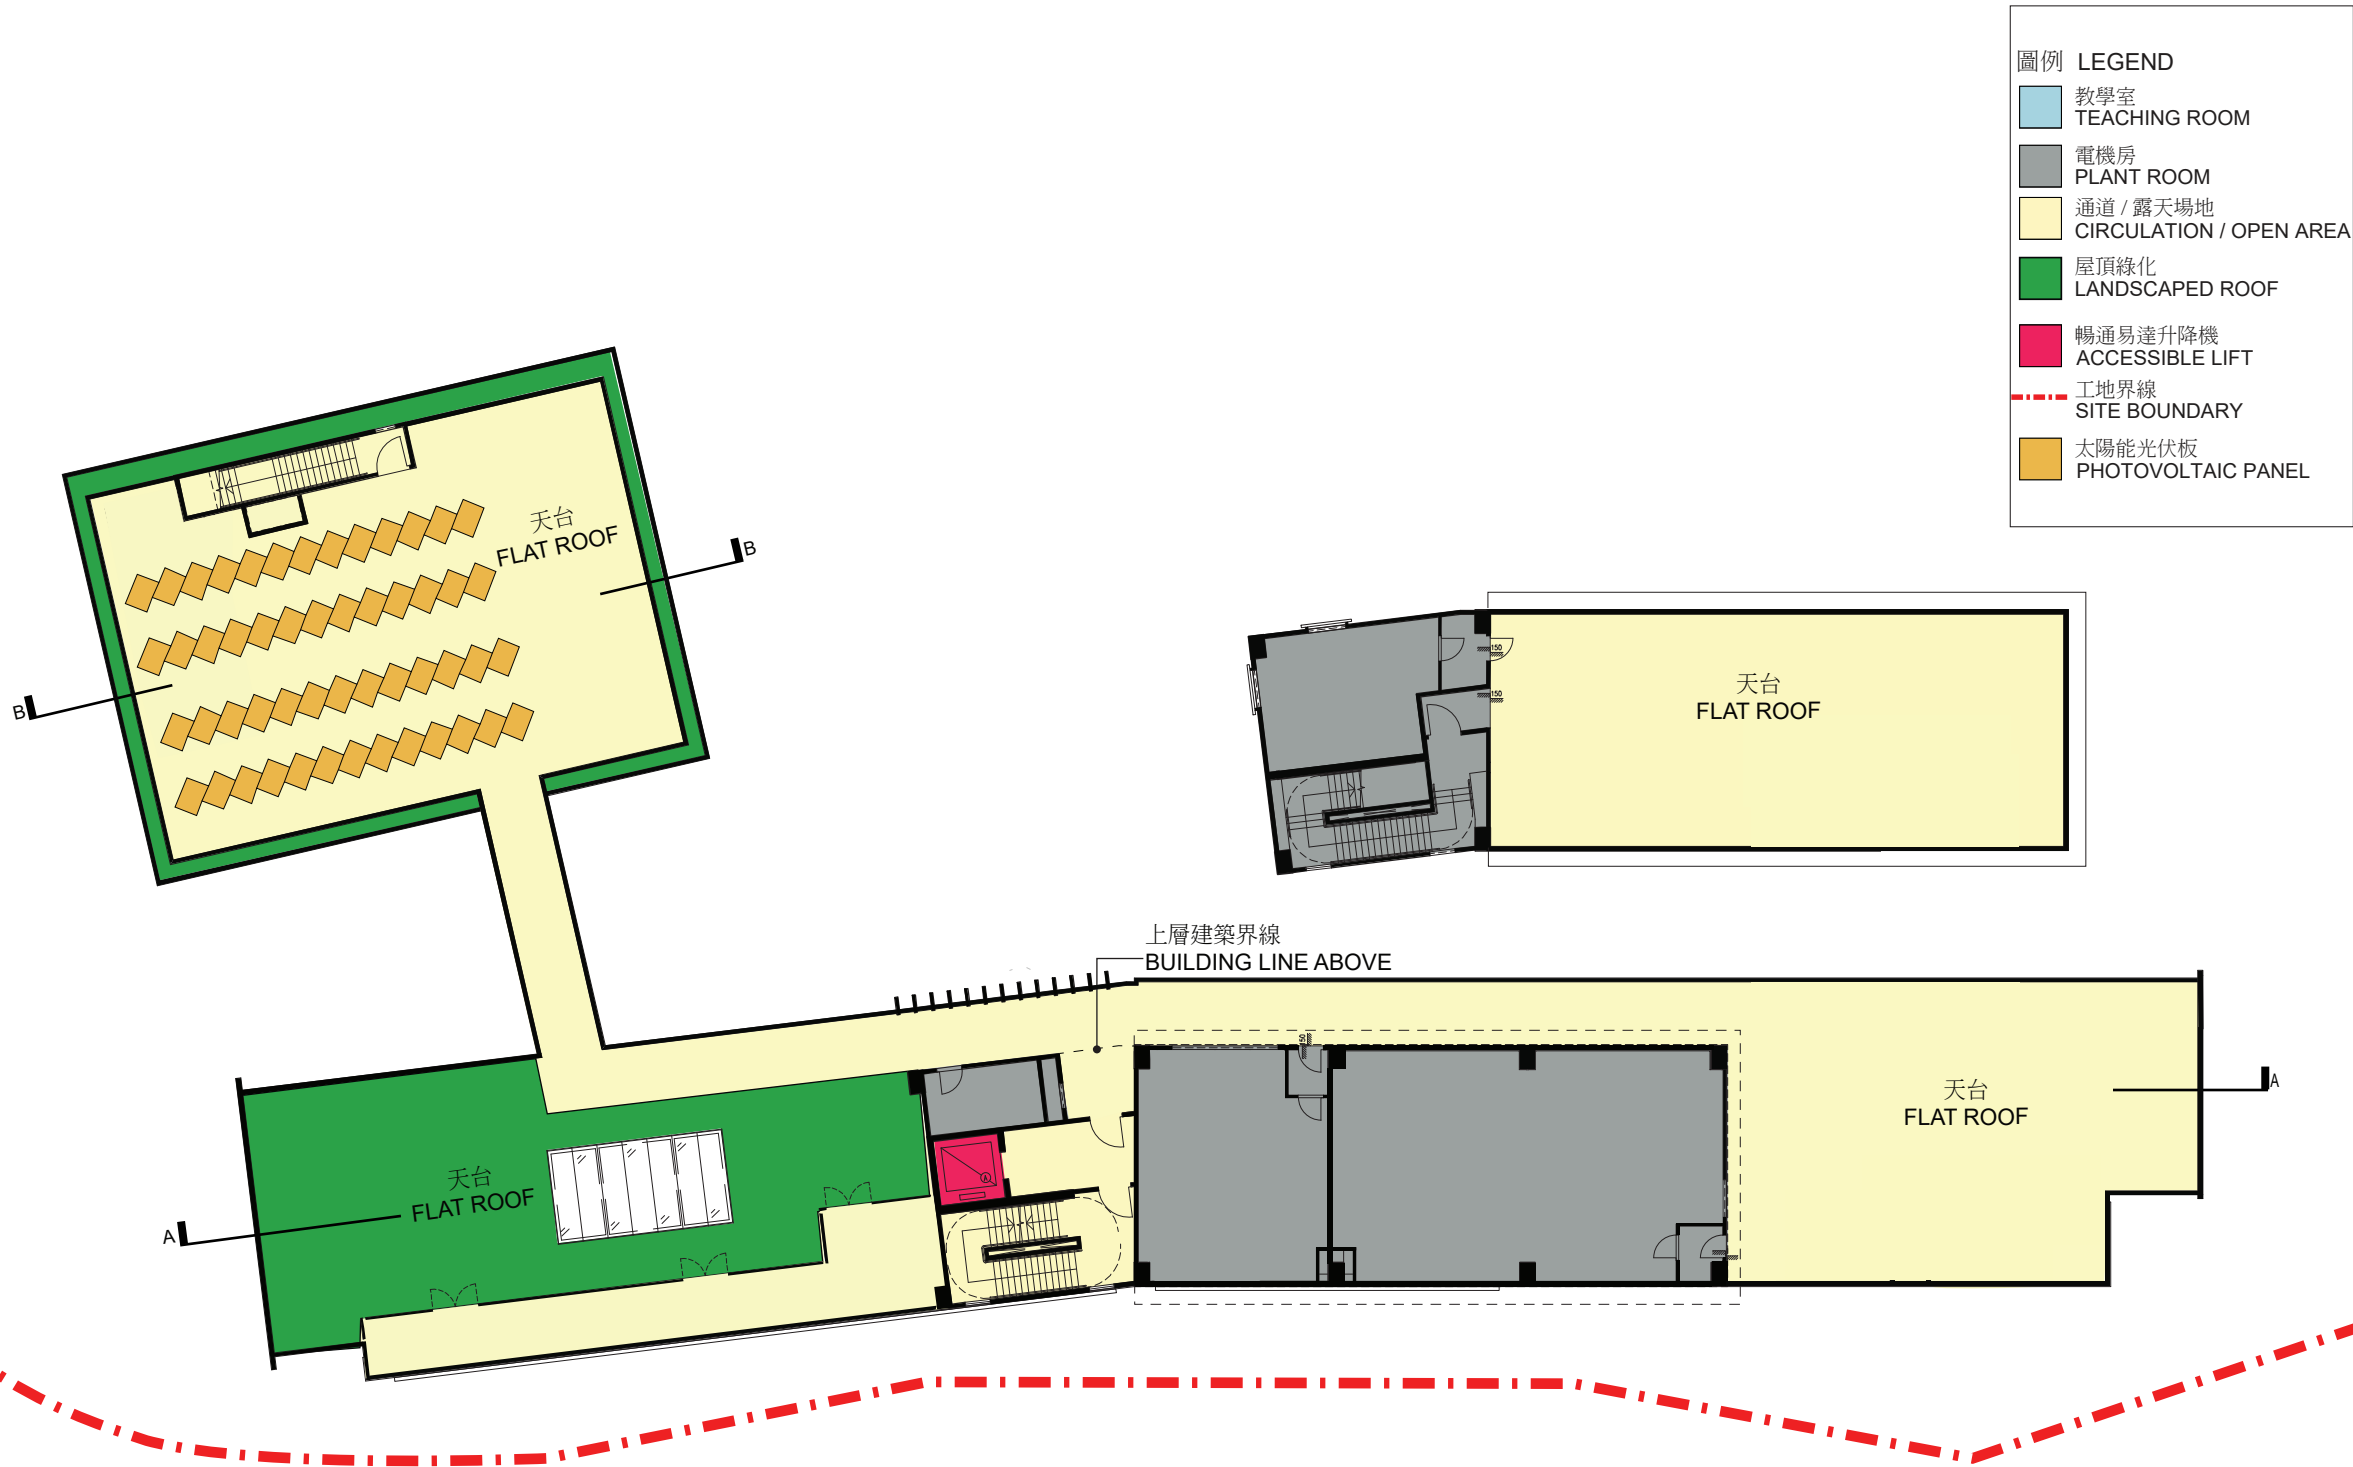 圖例 LEGEND
教學室
TEACHING ROOM
電機房
PLANT ROOM
通道 / 露天場地
CIRCULATION / OPEN AREA
屋頂綠化
LANDSCAPED ROOF
暢通易達升降機
ACCESSIBLE LIFT
工地界線
SITE BOUNDARY
太陽能光伏板
PHOTOVOLTAIC PANEL
天台
FLAT ROOF
B
B
150
150
天台
FLAT ROOF
上層建築界線
BUILDING LINE ABOVE
150
天台
FLAT ROOF
A
天台
FLAT ROOF
A
A